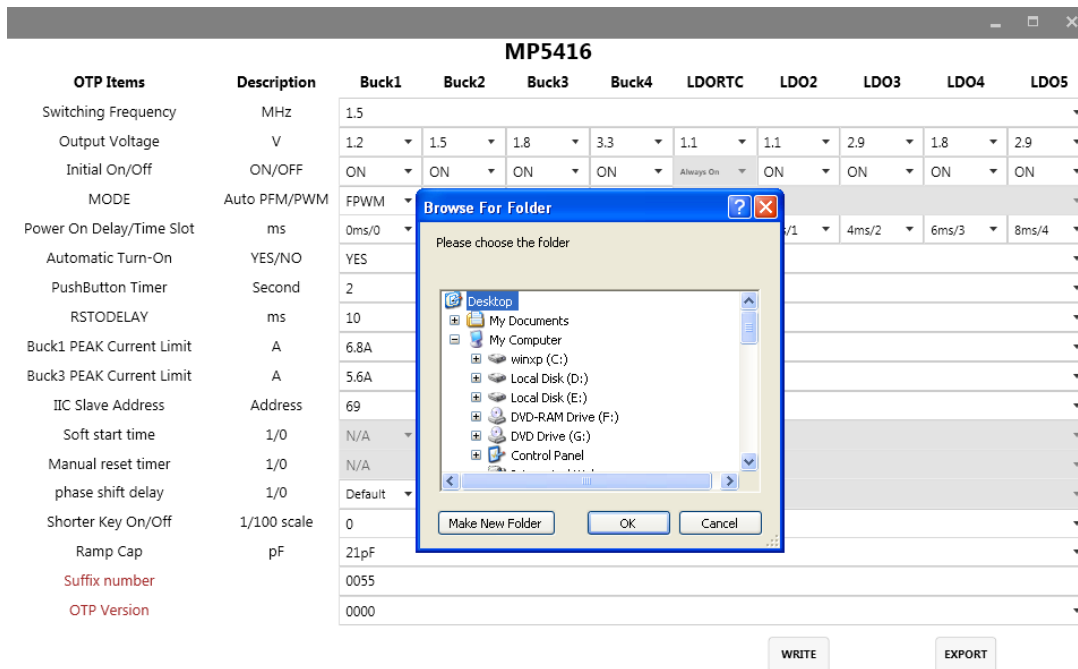 MP5416
OTP Items Description Buck1 Buck2 Buck3 Buck4 LDORTC LDO2 LDO3 LDO4 LDO5
Switching Frequency MHz 1.5
Output Voltage V 1.2 1.5 1.8 3.3 1.1 1.1 2.9 1.8 2.9
Initial On/Off ON/OFF ON ON ON ON Always On ON ON ON ON
MODE Auto PFM/PWM FPWM
Power On Delay/Time Slot ms 0ms/0 /1 4ms/2 6ms/3 8ms/4
Automatic Turn-On YES/NO YES
PushButton Timer Second 2
RSTODELAY ms 10
Buck1 PEAK Current Limit A 6.8A
Buck3 PEAK Current Limit A 5.6A
IIC Slave Address Address 69
Soft start time 1/0 N/A
Manual reset timer 1/0 N/A
phase shift delay 1/0 Default
Shorter Key On/Off 1/100 scale 0
Ramp Cap pF 21pF
Suffix number 0055
OTP Version 0000
WRITE EXPORT
Browse For Folder
Please choose the folder
Desktop
My Documents
My Computer
winxp (C:)
Local Disk (D:)
Local Disk (E:)
DVD-RAM Drive (F:)
DVD Drive (G:)
Control Panel
Make New Folder OK Cancel